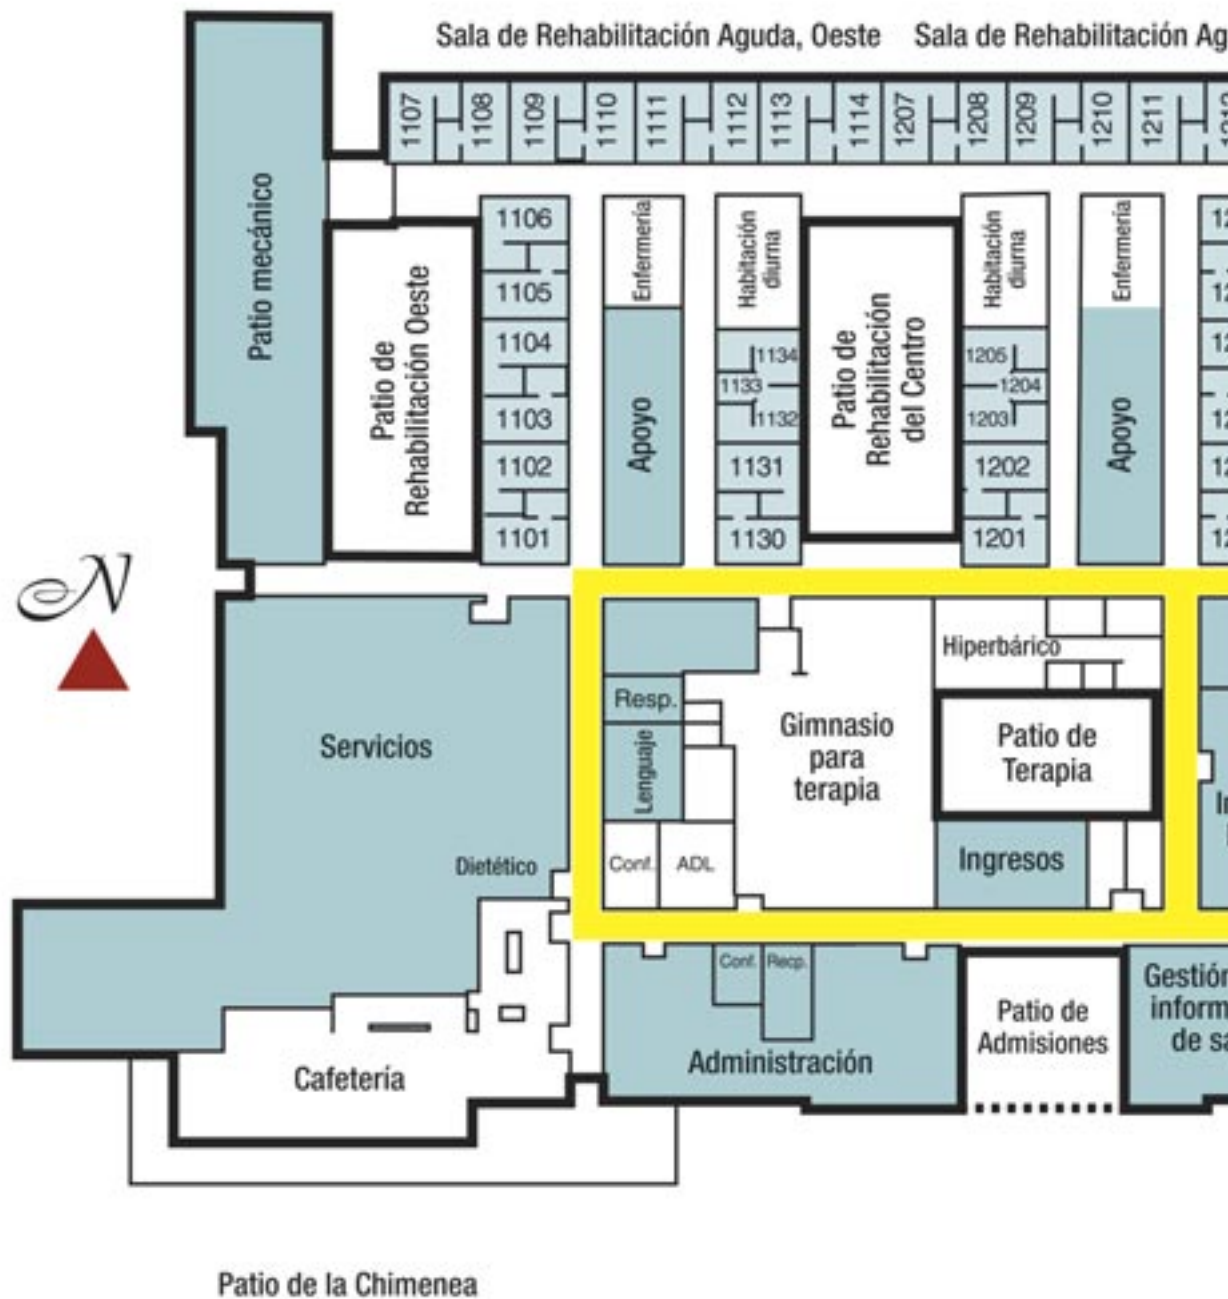 Sala de Rehabilitación Aguda, Oeste
Sala de Rehabilitación
1107
1108
1109
1110
1111
1112
1113
1114
1207
1208
1209
1210
1211
Patio mecánico
Patio de
Rehabilitación Oeste
1106
1105
1104
1103
1102
1101
Enfermería
Apoyo
Habitación
diurna
1134
1133
1132
1131
1130
Patio de
Rehabilitación
del Centro
Habitación
diurna
1205
1204
1203
1202
1201
Enfermería
Apoyo
N
Servicios
Dietético
Resp.
Lenguaje
Conf.
ADL
Gimnasio
para
terapia
Hiperbárico
Patio de
Terapia
Ingresos
Conf.
Recp.
Administración
Patio de
Admisiones
Gestión
de
Cafetería
Patio de la Chimenea